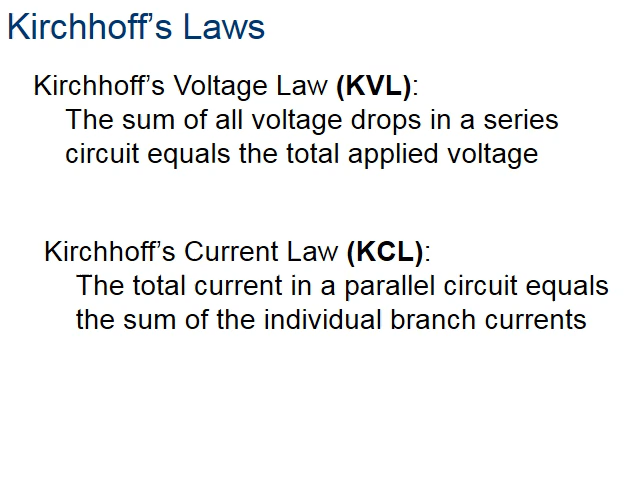 Kirchhoff’s Laws
Kirchhoff’s Voltage Law (KVL):
The sum of all voltage drops in a series
circuit equals the total applied voltage
Kirchhoff’s Current Law (KCL):
The total current in a parallel circuit equals
the sum of the individual branch currents